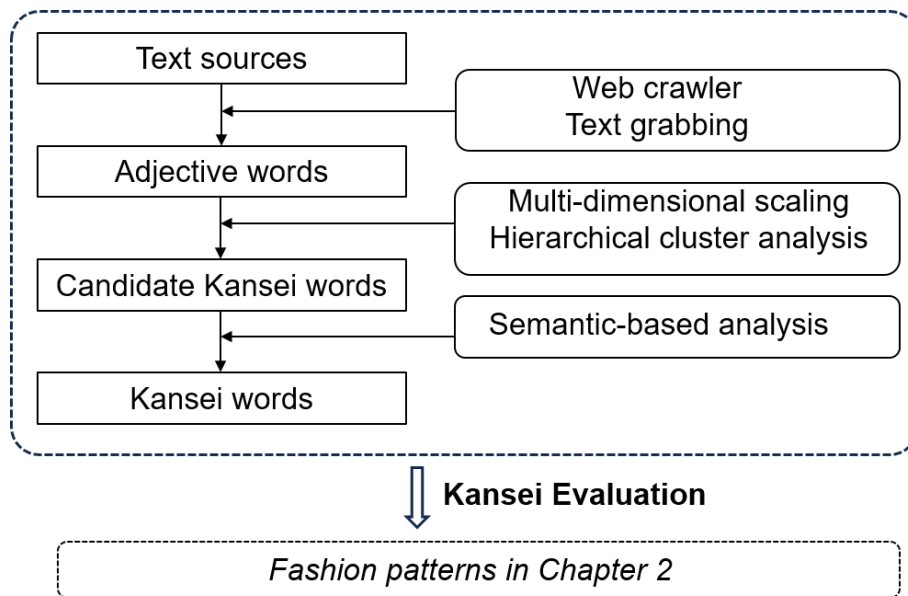 Text sources
Web crawler
Text grabbing
Adjective words
Multi-dimensional scaling
Hierarchical cluster analysis
Candidate Kansei words
Semantic-based analysis
Kansei words
Kansei Evaluation
Fashion patterns in Chapter 2